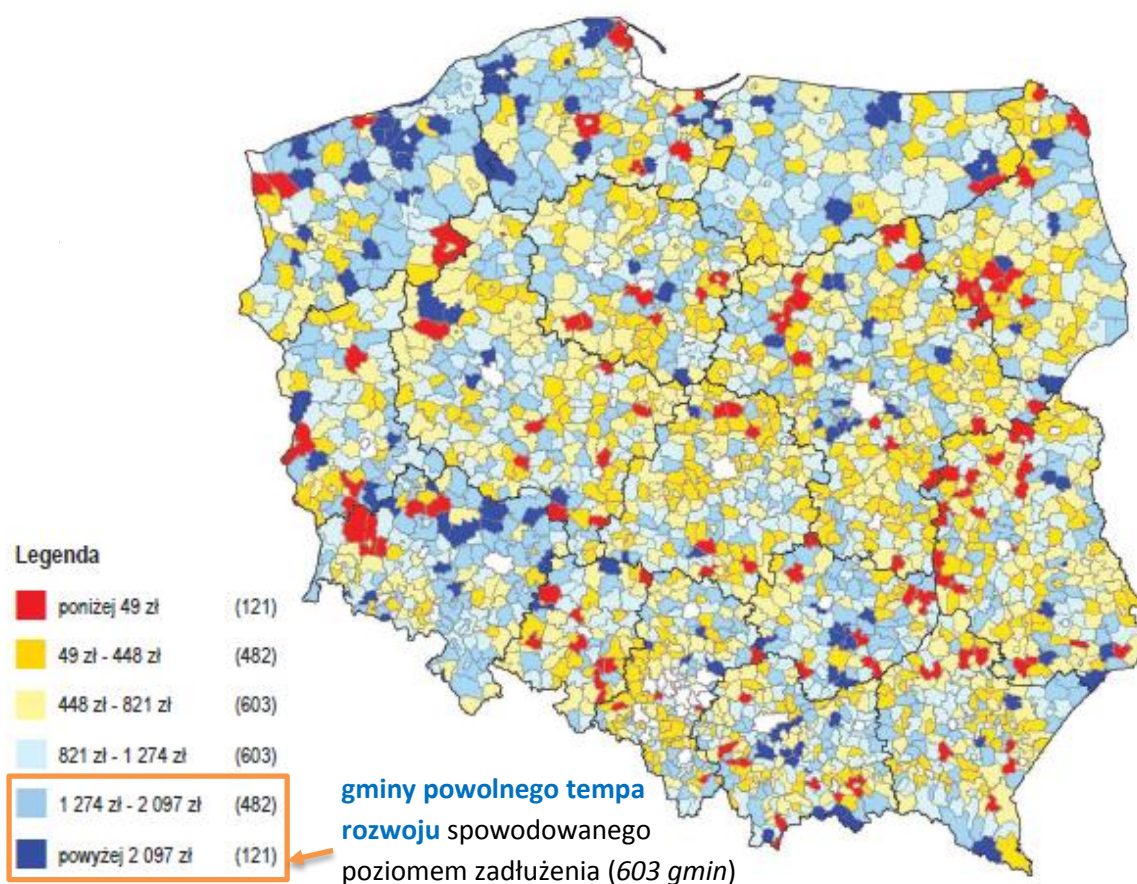 Legenda
poniżej 49 zł (121)
49 zł - 448 zł (482)
448 zł - 821 zł (603)
821 zł - 1 274 zł (603)
1 274 zł - 2 097 zł (482)
powyżej 2 097 zł (121)
gminy powolnego tempa
rozwoju spowodowanego
poziomem zadłużenia (603 gmin)